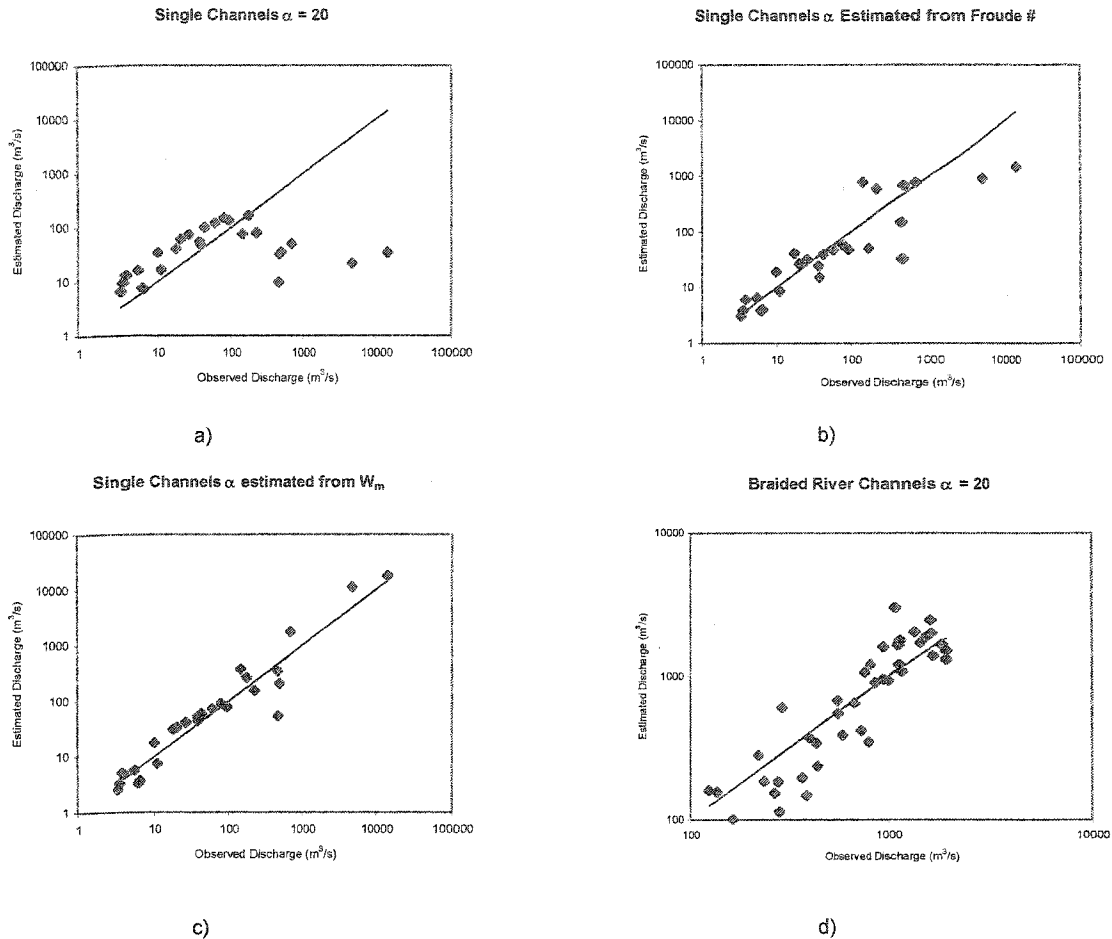 Single Channels α = 20
Estimated Discharge (m³/s)
100000
10000
1000
100
10
1
1 10 100 1000 10000 100000
Observed Discharge (m³/s)
a)
Single Channels α Estimated from Froude #
Estimated Discharge (m³/s)
100000
10000
1000
100
10
1
1 10 100 1000 10000 100000
Observed Discharge (m³/s)
b)
Single Channels α estimated from Wₘ
Estimated Discharge (m³/s)
100000
10000
1000
100
10
1
1 10 100 1000 10000 100000
Observed Discharge (m³/s)
c)
Braided River Channels α = 20
Estimated Discharge (m³/s)
10000
1000
100
100 1000 10000
Observed Discharge (m³/s)
d)